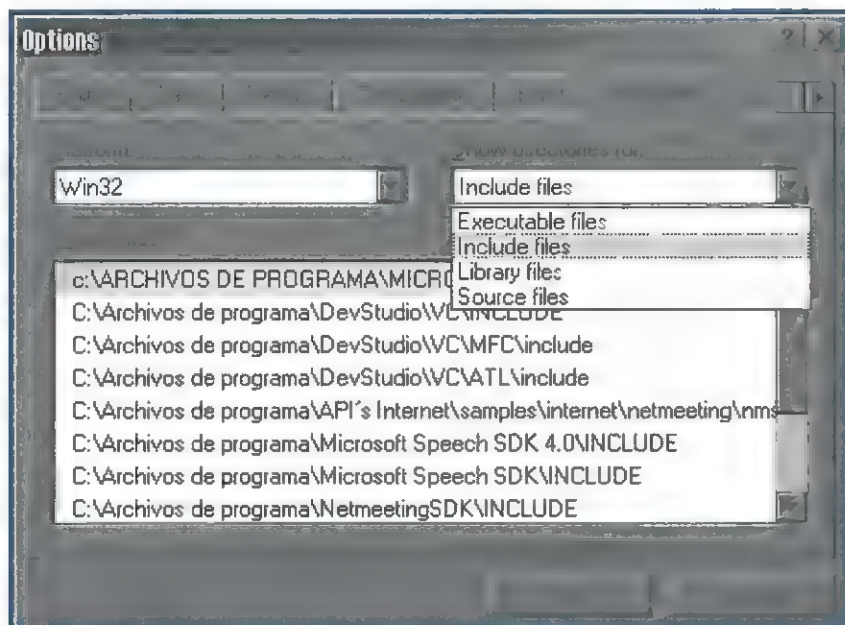 Options
Win32
Include files
Executable files
Include files
Library files
Source files
c:\ARCHIVOS DE PROGRAMA\MICRO
C:\Archivos de programa\DevStudio\VC\INCLUDE
C:\Archivos de programa\DevStudio\VC\MFC\include
C:\Archivos de programa\DevStudio\VC\ATL\include
C:\Archivos de programa\API´s Internet\samples\internet\netmeeting\nms
C:\Archivos de programa\Microsoft Speech SDK 4.0\INCLUDE
C:\Archivos de programa\Microsoft Speech SDK\INCLUDE
C:\Archivos de programa\NetmeetingSDK\INCLUDE